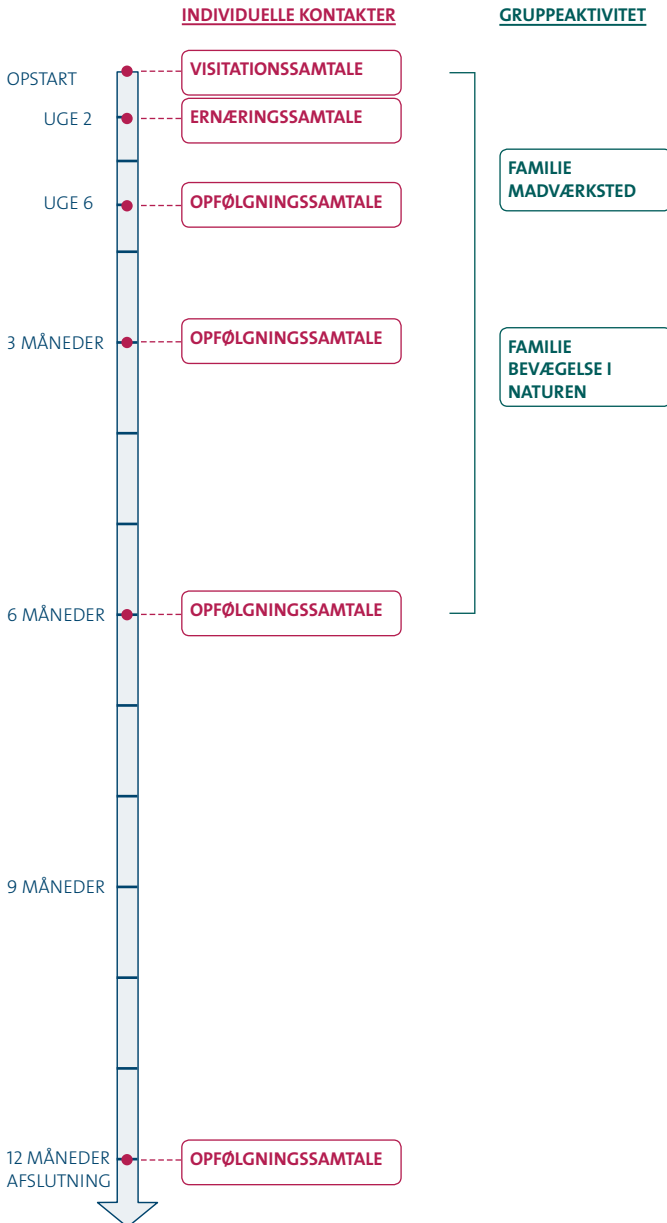 INDIVIDUELLE KONTAKTER
GRUPPEAKTIVITET
OPSTART
VISITATIONSSAMTALE
UGE 2
ERNÆRINGSSAMTALE
FAMILIE
MADVÆRKSTED
UGE 6
OPFØLGNINGSSAMTALE
3 MÅNEDER
OPFØLGNINGSSAMTALE
FAMILIE
BEVÆGELSE I
NATUREN
6 MÅNEDER
OPFØLGNINGSSAMTALE
9 MÅNEDER
12 MÅNEDER
AFSLUTNING
OPFØLGNINGSSAMTALE